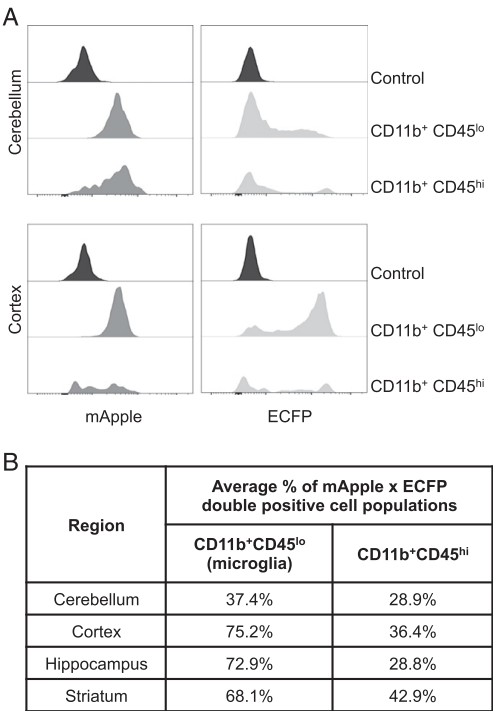 A
Cerebellum
Control
CD11b⁺ CD45ˡᵒ
CD11b⁺ CD45ʰⁱ
Cortex
Control
CD11b⁺ CD45ˡᵒ
CD11b⁺ CD45ʰⁱ
mApple
ECFP
B
Region
Average % of mApple x ECFP
double positive cell populations
CD11b⁺CD45ˡᵒ
(microglia)
CD11b⁺CD45ʰⁱ
Cerebellum 37.4% 28.9%
Cortex 75.2% 36.4%
Hippocampus 72.9% 28.8%
Striatum 68.1% 42.9%